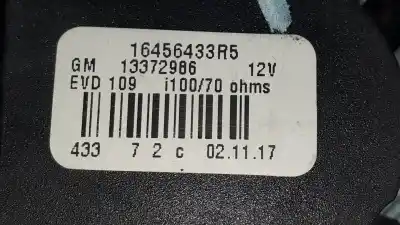 16456433R5
GM 13372986 12V
EVD 109 i100/70 ohms
433 7 2 c 02.11.17